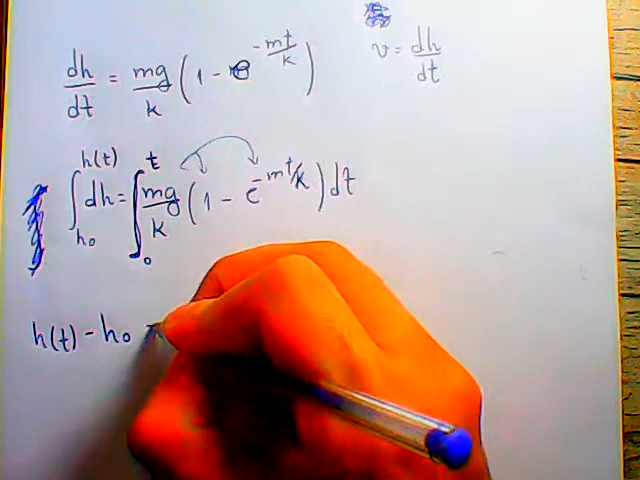 dh/dt = mg/k (1 - e^(-mt/k)) v = dh/dt
∫_{h₀}^{h(t)} dh = ∫_0^t mg/k (1 - e^(-mt/k)) dt
h(t) - h₀